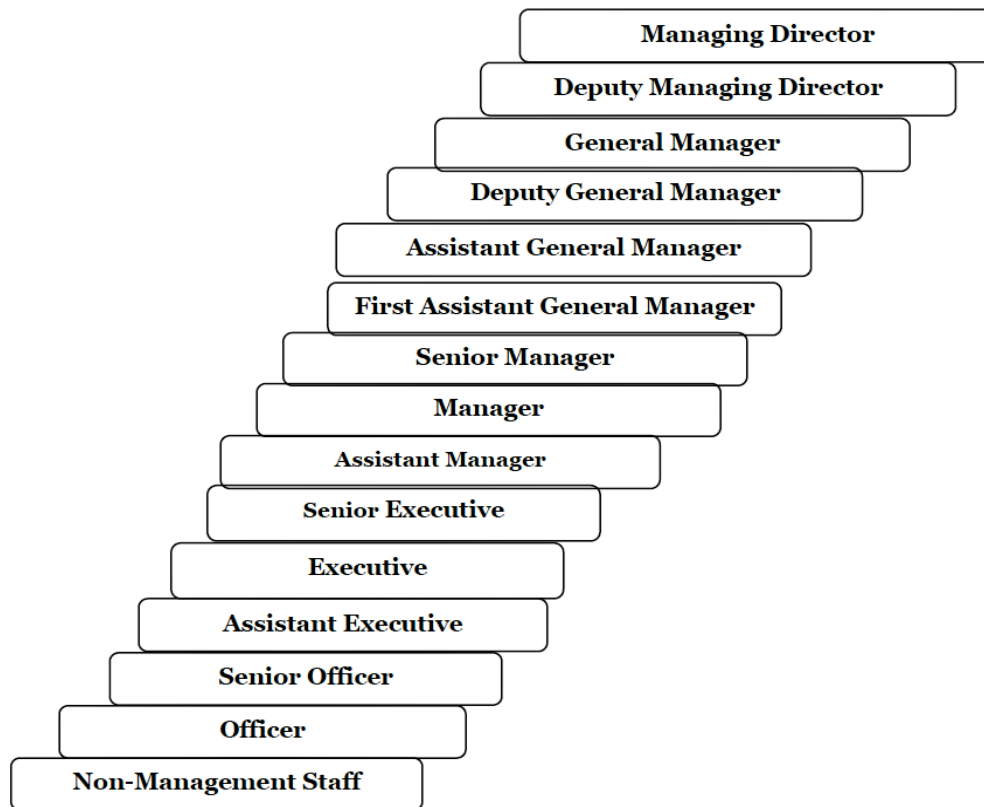 Managing Director
Deputy Managing Director
General Manager
Deputy General Manager
Assistant General Manager
First Assistant General Manager
Senior Manager
Manager
Assistant Manager
Senior Executive
Executive
Assistant Executive
Senior Officer
Officer
Non-Management Staff